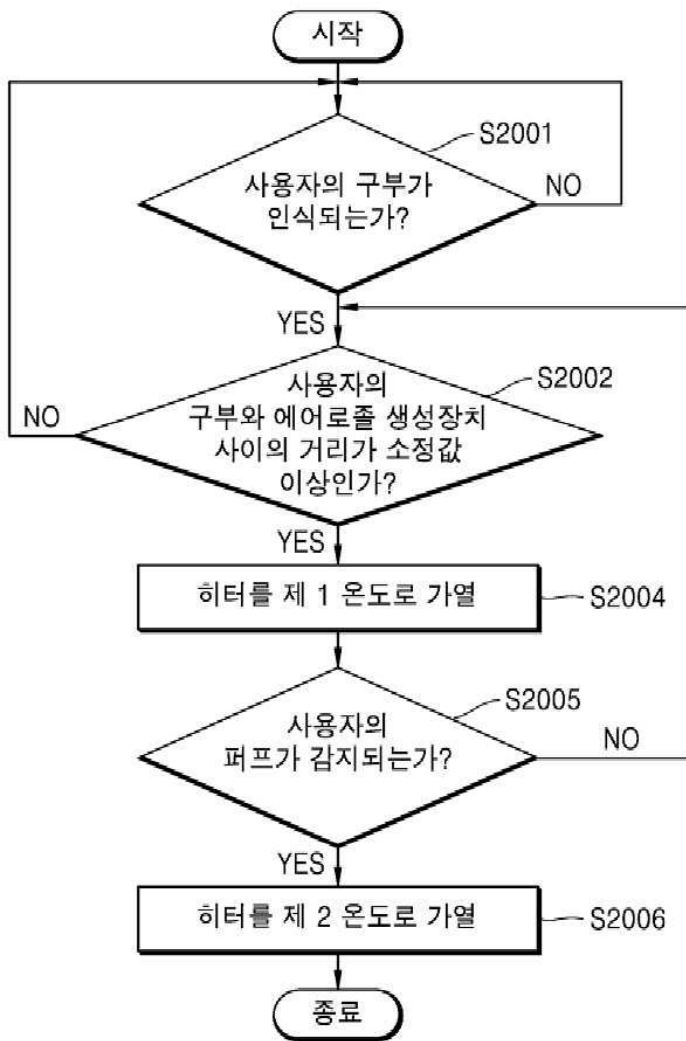 시작
S2001
사용자의 구부가
인식되는가?
NO
YES
S2002
사용자의
구부와 에어로졸 생성장치
사이의 거리가 소정값
이상인가?
NO
YES
히터를 제 1 온도로 가열
S2004
S2005
사용자의
퍼프가 감지되는가?
NO
YES
히터를 제 2 온도로 가열
S2006
종료